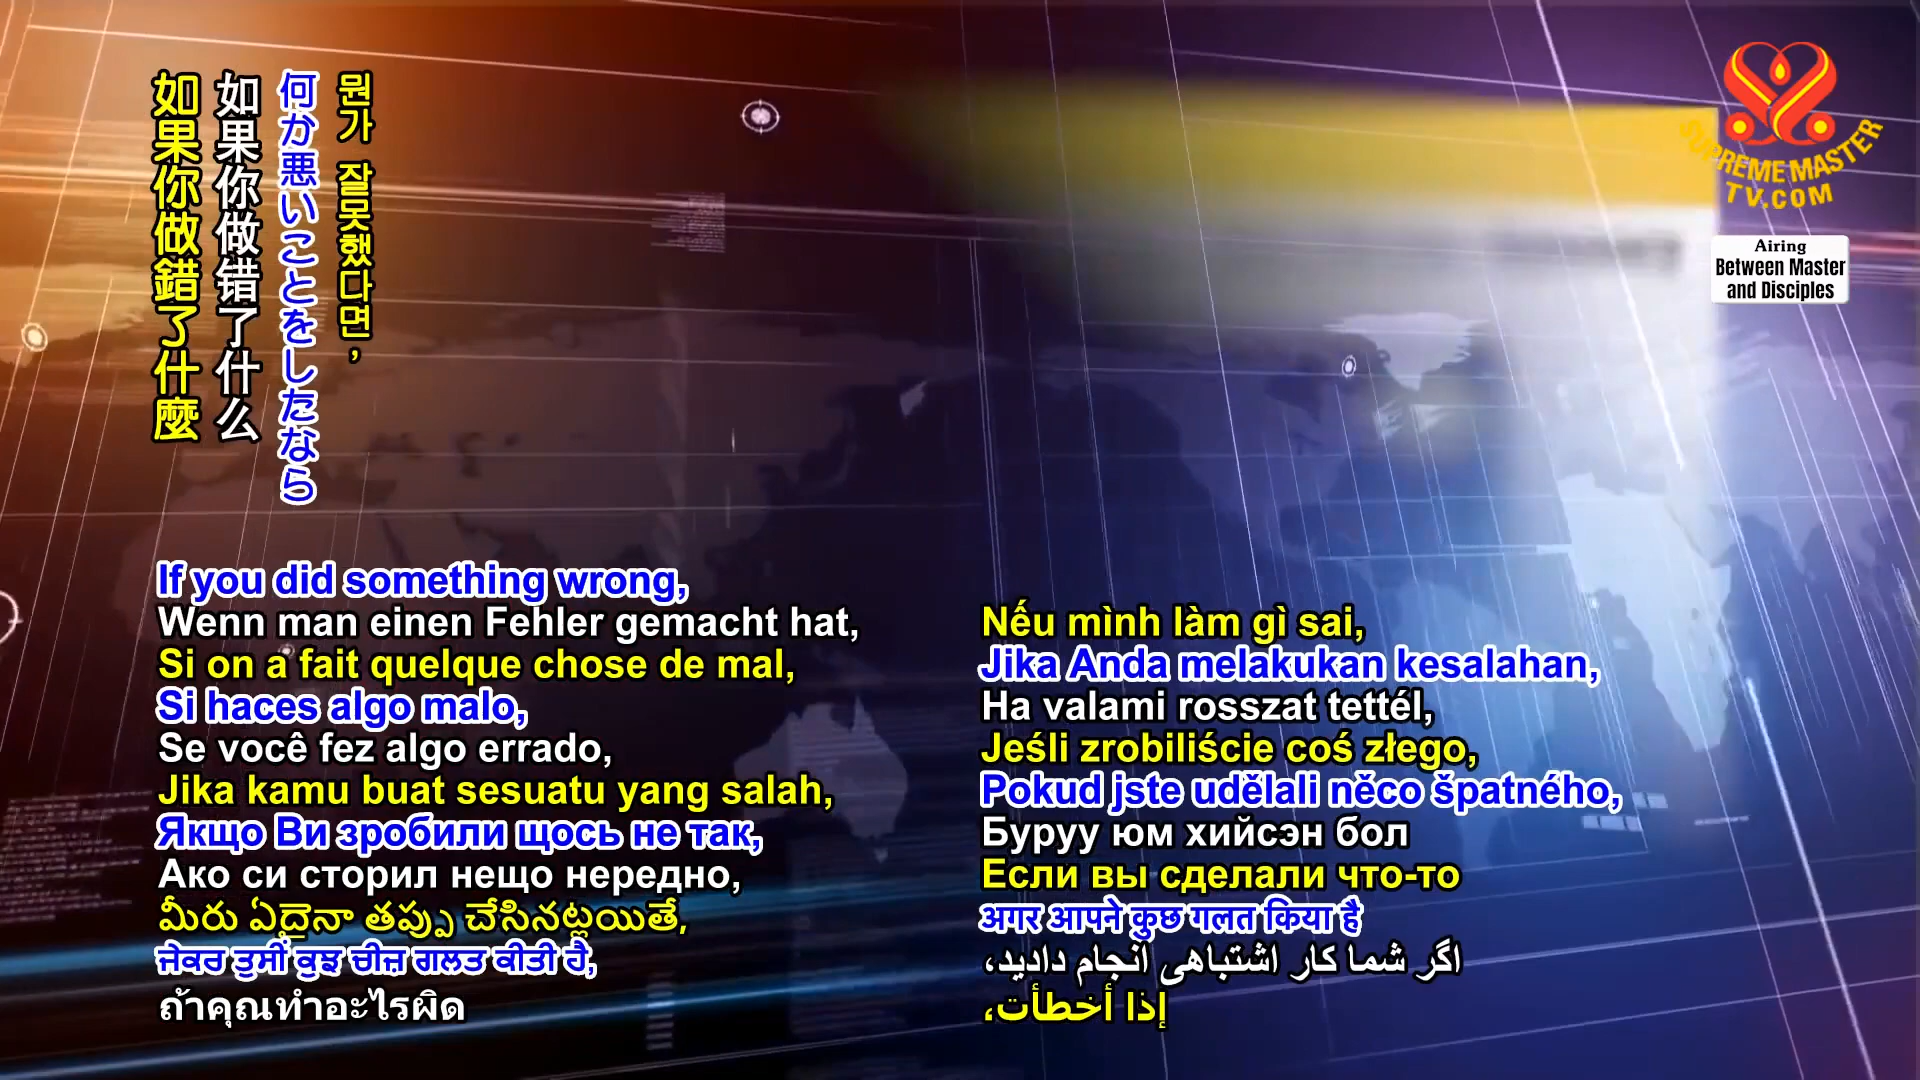 如果你做錯了什麼
如果你做错了什么
何か悪いことをしたなら
뭔가 잘못했다면,
If you did something wrong,
Wenn man einen Fehler gemacht hat,
Si on a fait quelque chose de mal,
Si haces algo malo,
Se você fez algo errado,
Jika kamu buat sesuatu yang salah,
Якщо Ви зробили щось не так,
Ако си сторил нещо нередно,
మీరు ఏదైనా తప్పు చేసినట్లయితే,
ਜੇਕਰ ਤੁਸੀਂ ਕੁਝ ਚੀਜ਼ ਗਲਤ ਕੀਤੀ ਹੈ,
ถ้าคุณทำอะไรผิด
Nếu mình làm gì sai,
Jika Anda melakukan kesalahan,
Ha valami rosszat tettél,
Jeśli zrobiliście coś złego,
Pokud jste udělali něco špatného,
Буруу юм хийсэн бол
Если вы сделали что-то
अगर आपने कुछ गलत किया है
اگر شما کار اشتباهی انجام دادید،
إذا أخطأت،
SUPREME MASTER
TV.COM
Airing
Between Master
and Disciples